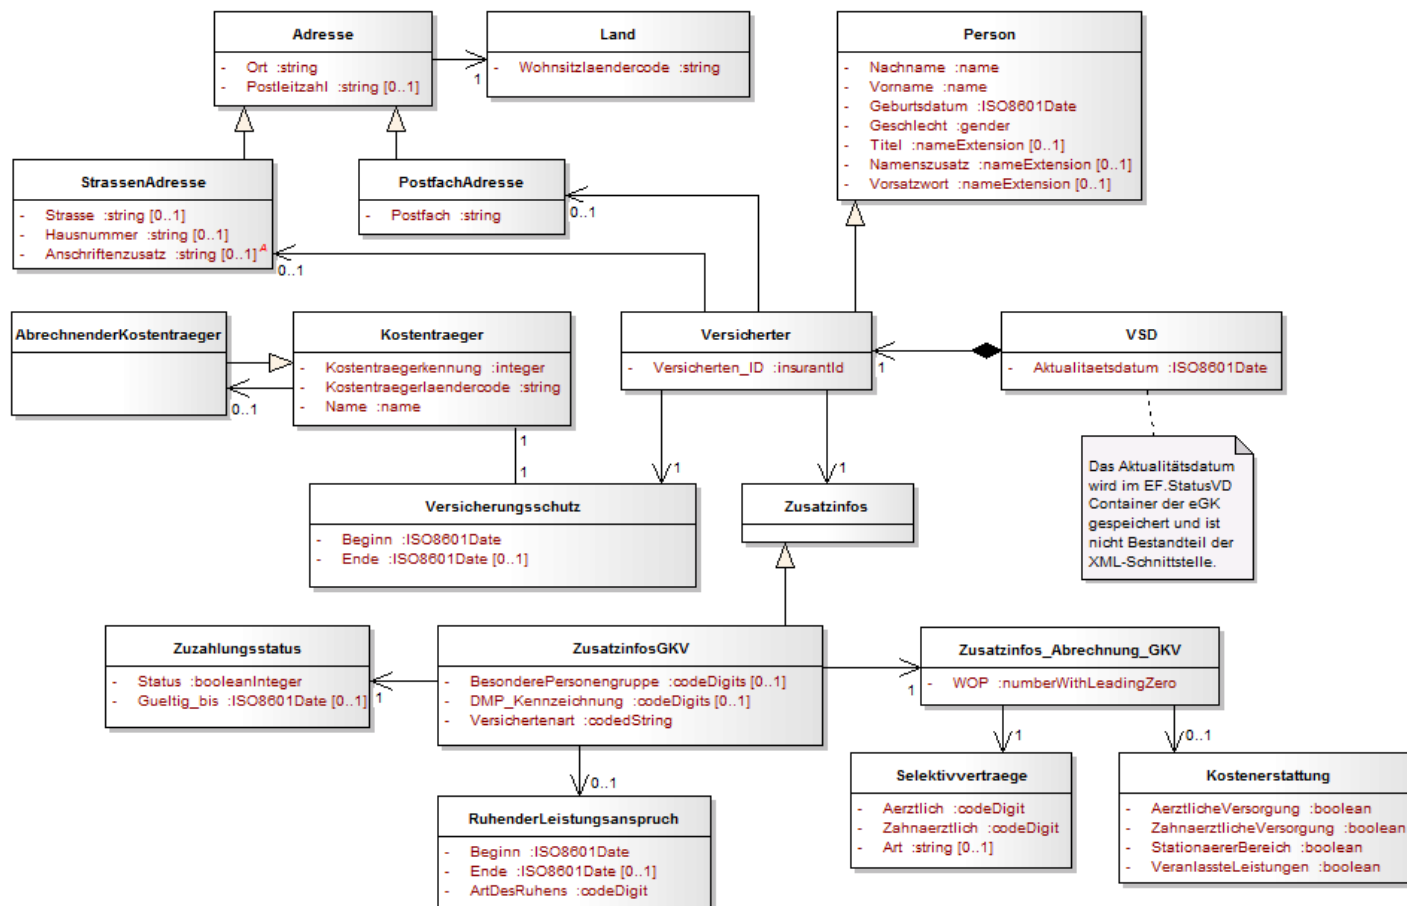 Adresse
- Ort :string
- Postleitzahl :string [0..1]
1
Land
- Wohnsitzlaendercode :string
Person
- Nachname :name
- Vorname :name
- Geburtsdatum :ISO8601Date
- Geschlecht :gender
- Titel :nameExtension [0..1]
- Namenszusatz :nameExtension [0..1]
- Vorsatzwort :nameExtension [0..1]
StrassenAdresse
- Strasse :string [0..1]
- Hausnummer :string [0..1]
- Anschriftenzusatz :string [0..1] A
0..1
PostfachAdresse
- Postfach :string
0..1
AbrechnenderKostentraeger
0..1
Kostentraeger
- Kostentraegerkennung :integer
- Kostentraegerlaendercode :string
- Name :name
1
1
Versicherter
- Versicherten_ID :insurantId
1
VSD
- Aktualitaetsdatum :ISO8601Date
Das Aktualitätsdatum
wird im EF.StatusVD
Container der eGK
gespeichert und ist
nicht Bestandteil der
XML-Schnittstelle.
1
1
Versicherungsschutz
- Beginn :ISO8601Date
- Ende :ISO8601Date [0..1]
Zusatzinfos
Zuzahlungsstatus
- Status :booleanInteger
- Gueltig_bis :ISO8601Date [0..1]
1
ZusatzinfosGKV
- BesonderePersonengruppe :codeDigits [0..1]
- DMP_Kennzeichnung :codeDigits [0..1]
- Versichertenart :codedString
1
Zusatzinfos_Abrechnung_GKV
- WOP :numberWithLeadingZero
0..1
1
0..1
RuhenderLeistungsanspruch
- Beginn :ISO8601Date
- Ende :ISO8601Date [0..1]
- ArtDesRuhens :codeDigit
Selektivvertraege
- Aerztlich :codeDigit
- Zahnaerztlich :codeDigit
- Art :string [0..1]
Kostenerstattung
- AerztlicheVersorgung :boolean
- ZahnaerztlicheVersorgung :boolean
- StationaererBereich :boolean
- VeranlassteLeistungen :boolean